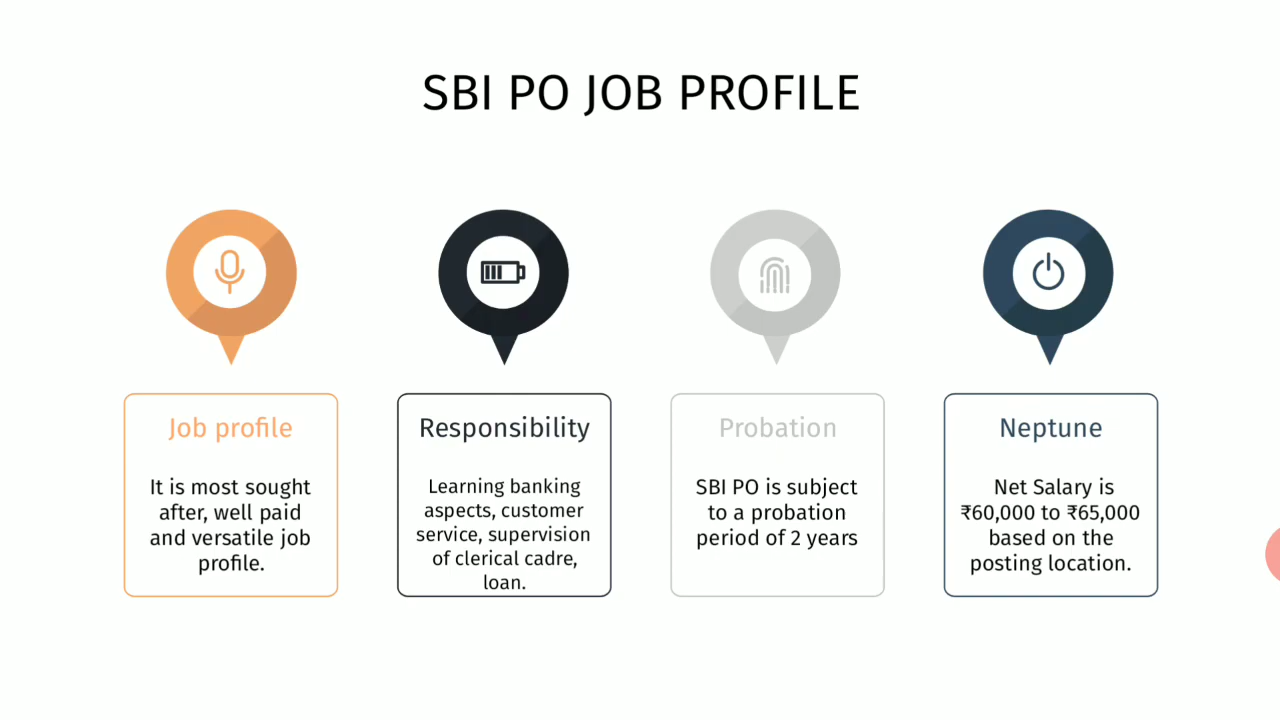 SBI PO JOB PROFILE
Job profile
It is most sought
after, well paid
and versatile job
profile.
Responsibility
Learning banking
aspects, customer
service, supervision
of clerical cadre,
loan.
Probation
SBI PO is subject
to a probation
period of 2 years
Neptune
Net Salary is
₹60,000 to ₹65,000
based on the
posting location.